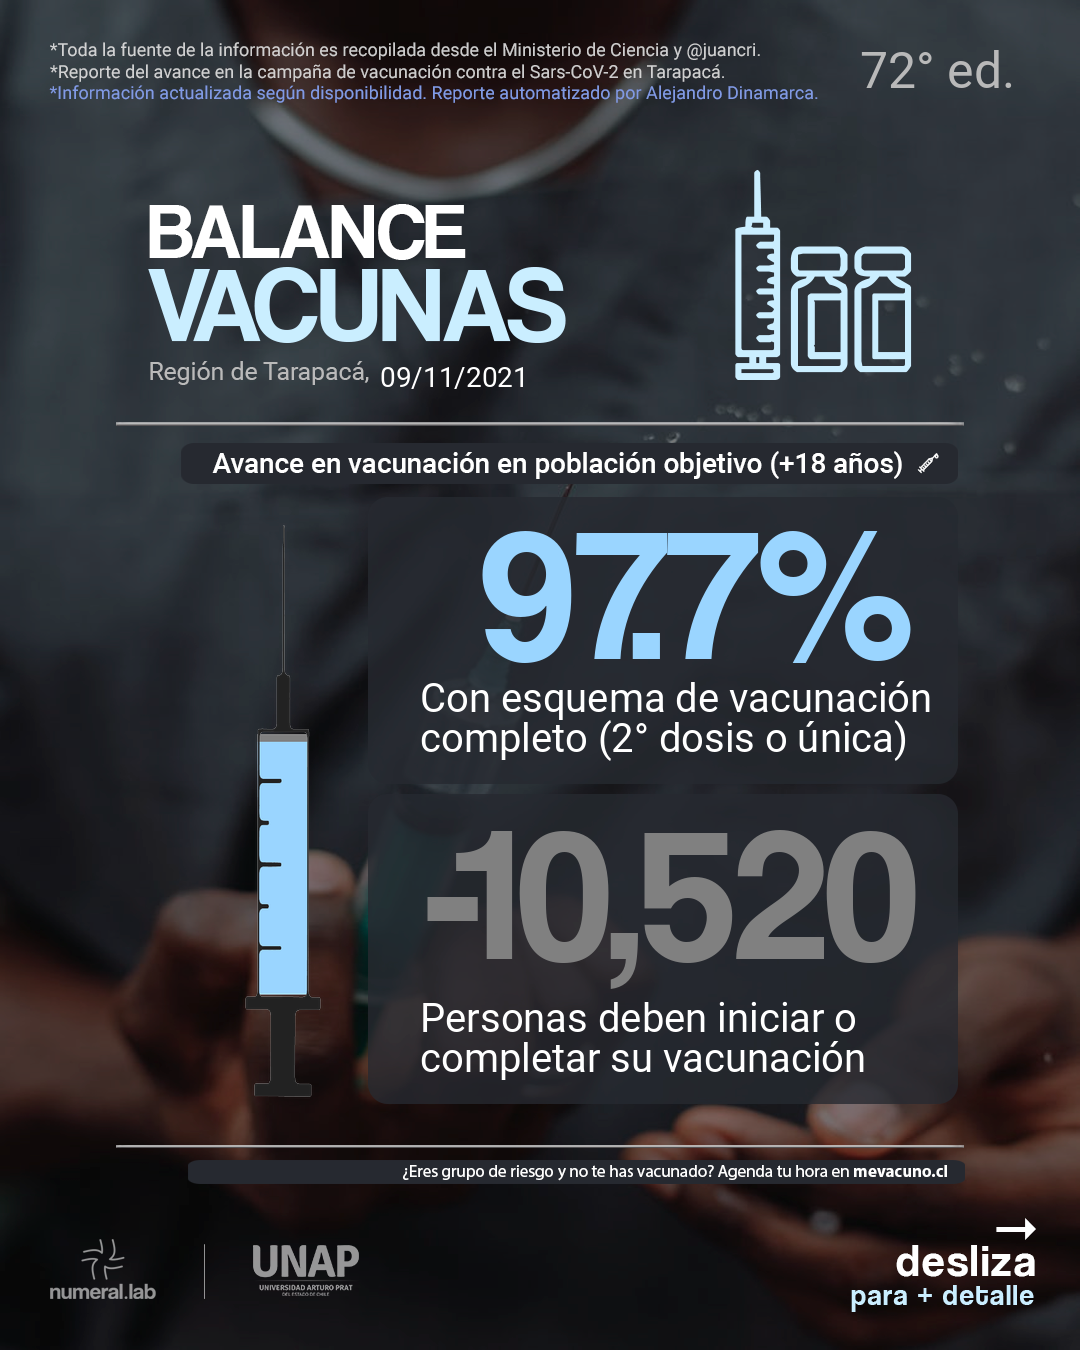 *Toda la fuente de la información es recopilada desde el Ministerio de Ciencia y @juancri.
*Reporte del avance en la campaña de vacunación contra el Sars-CoV-2 en Tarapacá.
*Información actualizada según disponibilidad. Reporte automatizado por Alejandro Dinamarca.
72° ed.
BALANCE
VACUNAS
Región de Tarapacá, 09/11/2021
Avance en vacunación en población objetivo (+18 años)
97.7%
Con esquema de vacunación
completo (2° dosis o única)
-10,520
Personas deben iniciar o
completar su vacunación
¿Eres grupo de riesgo y no te has vacunado? Agenda tu hora en mevacuno.cl
numeral.lab
UNAP
UNIVERSIDAD ARTURO PRAT
DEL ESTADO DE CHILE
desliza
para + detalle